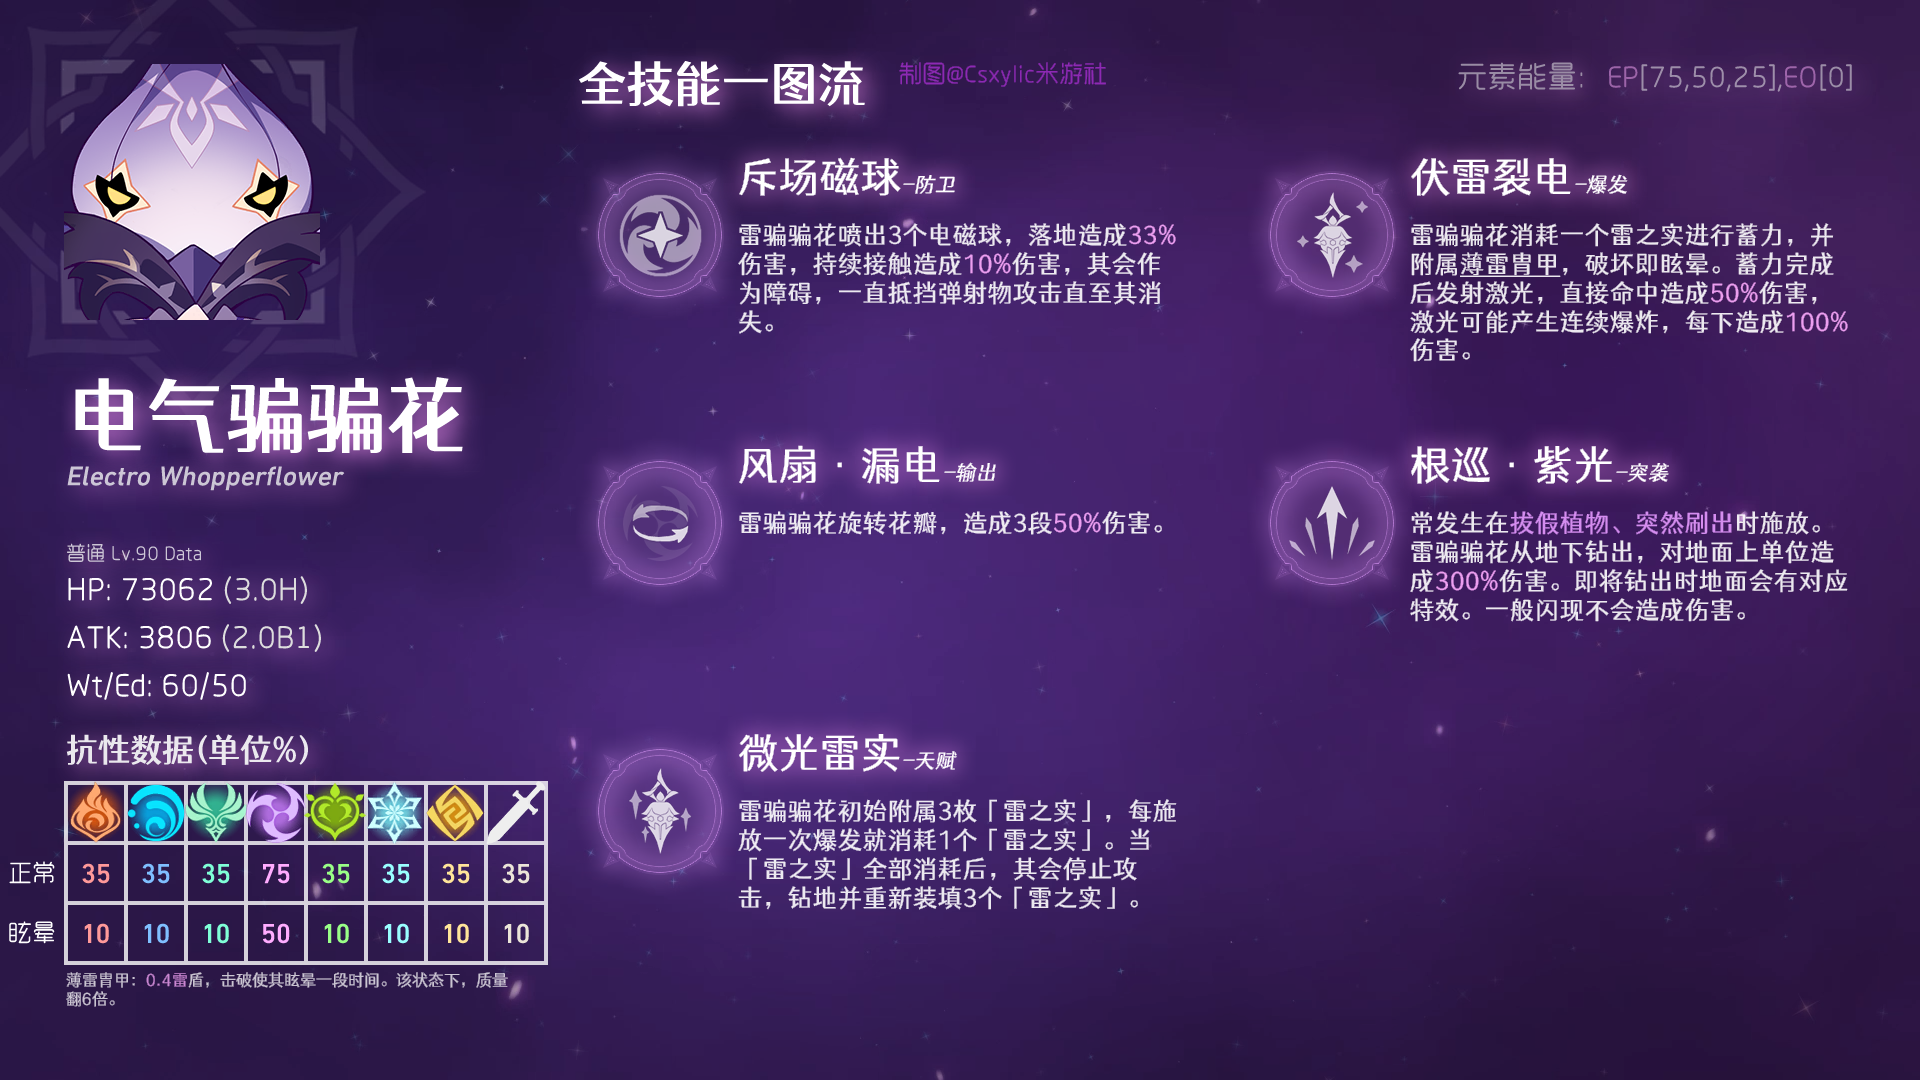 全技能一图流
制图@Csxylic米游社
元素能量: EP[75,50,25],EO[0]
电气骗骗花
Electro Whopperflower
普通 Lv.90 Data
HP: 73062 (3.0H)
ATK: 3806 (2.0B1)
Wt/Ed: 60/50
抗性数据(单位%)
正常 35 35 35 75 35 35 35 35
眩晕 10 10 10 50 10 10 10 10
薄雷胄甲：0.4雷盾，击破使其眩晕一段时间。该状态下，质量
翻6倍。
斥场磁球–防卫
雷骗骗花喷出3个电磁球，落地造成33%
伤害，持续接触造成10%伤害，其会作
为障碍，一直抵挡弹射物攻击直至其消
失。
伏雷裂电–爆发
雷骗骗花消耗一个雷之实进行蓄力，并
附属薄雷胄甲，破坏即眩晕。蓄力完成
后发射激光，直接命中造成50%伤害，
激光可能产生连续爆炸，每下造成100%
伤害。
风扇 · 漏电–输出
雷骗骗花旋转花瓣，造成3段50%伤害。
根巡 · 紫光–突袭
常发生在拔假植物、突然刷出时施放。
雷骗骗花从地下钻出，对地面上单位造
成300%伤害。即将钻出时地面会有对应
特效。一般闪现不会造成伤害。
微光雷实–天赋
雷骗骗花初始附属3枚「雷之实」，每施
放一次爆发就消耗1个「雷之实」。当
「雷之实」全部消耗后，其会停止攻
击，钻地并重新装填3个「雷之实」。